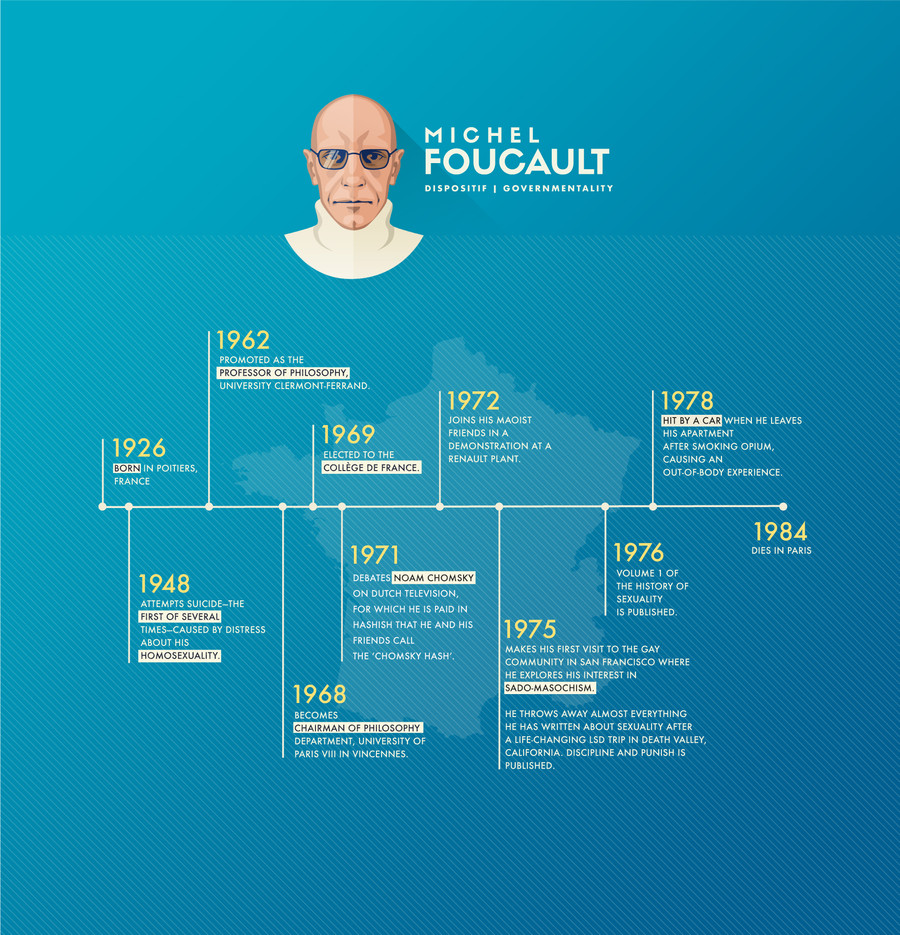 MICHEL
FOUCAULT
DISPOSITIF | GOVERNMENTALITY
1926
BORN IN POITIERS,
FRANCE
1948
ATTEMPTS SUICIDE—THE
FIRST OF SEVERAL
TIMES—CAUSED BY DISTRESS
ABOUT HIS
HOMOSEXUALITY.
1962
PROMOTED AS THE
PROFESSOR OF PHILOSOPHY,
UNIVERSITY CLERMONT-FERRAND.
1968
BECOMES
CHAIRMAN OF PHILOSOPHY
DEPARTMENT, UNIVERSITY OF
PARIS VIII IN VINCENNES.
1969
ELECTED TO THE
COLLÈGE DE FRANCE.
1971
DEBATES NOAM CHOMSKY
ON DUTCH TELEVISION,
FOR WHICH HE IS PAID IN
HASHISH THAT HE AND HIS
FRIENDS CALL
THE ‘CHOMSKY HASH’.
1972
JOINS HIS MAOIST
FRIENDS IN A
DEMONSTRATION AT A
RENAULT PLANT.
1975
MAKES HIS FIRST VISIT TO THE GAY
COMMUNITY IN SAN FRANCISCO WHERE
HE EXPLORES HIS INTEREST IN
SADO-MASOCHISM.
HE THROWS AWAY ALMOST EVERYTHING
HE HAS WRITTEN ABOUT SEXUALITY AFTER
A LIFE-CHANGING LSD TRIP IN DEATH VALLEY,
CALIFORNIA. DISCIPLINE AND PUNISH IS
PUBLISHED.
1976
VOLUME 1 OF
THE HISTORY OF
SEXUALITY
IS PUBLISHED.
1978
HIT BY A CAR WHEN HE LEAVES
HIS APARTMENT
AFTER SMOKING OPIUM,
CAUSING AN
OUT-OF-BODY EXPERIENCE.
1984
DIES IN PARIS